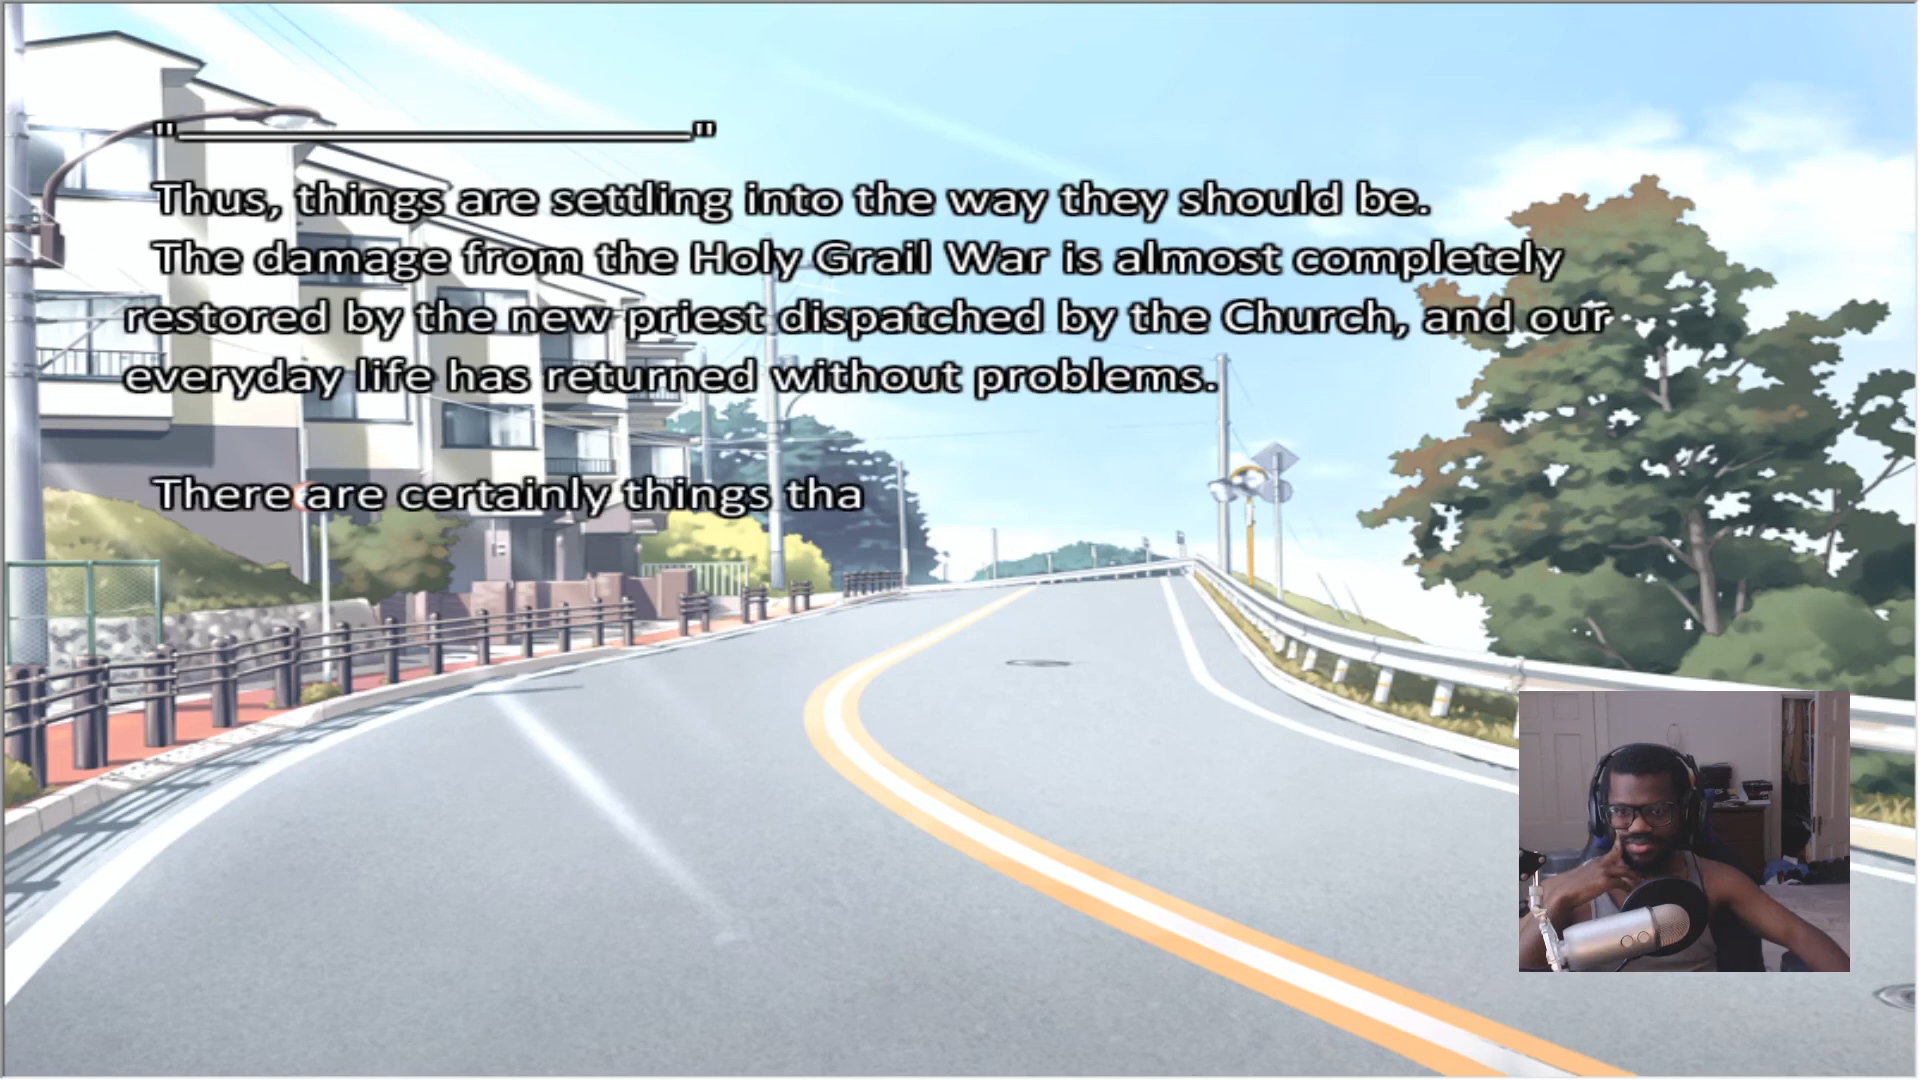 "―――――――――"
Thus, things are settling into the way they should be.
The damage from the Holy Grail War is almost completely
restored by the new priest dispatched by the Church, and our
everyday life has returned without problems.
There are certainly things tha